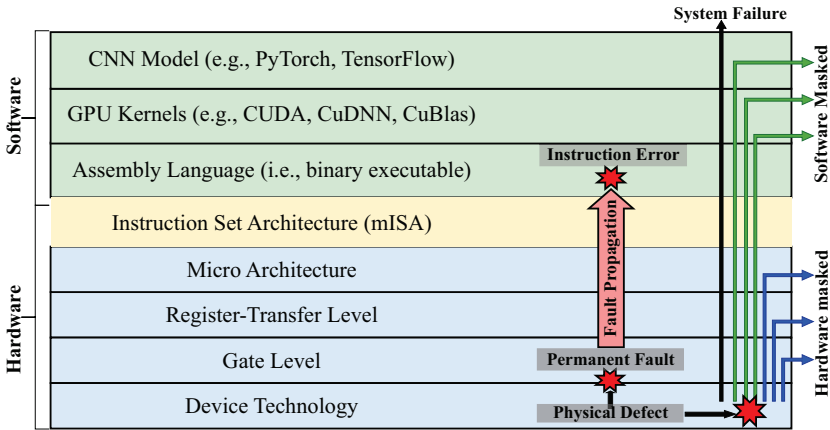 System Failure
CNN Model (e.g., PyTorch, TensorFlow)
GPU Kernels (e.g., CUDA, CuDNN, CuBlas)
Assembly Language (i.e., binary executable)
Instruction Error
Instruction Set Architecture (mISA)
Micro Architecture
Register-Transfer Level
Gate Level
Device Technology
Fault Propagation
Permanent Fault
Physical Defect
Software
Hardware
Software Masked
Hardware masked